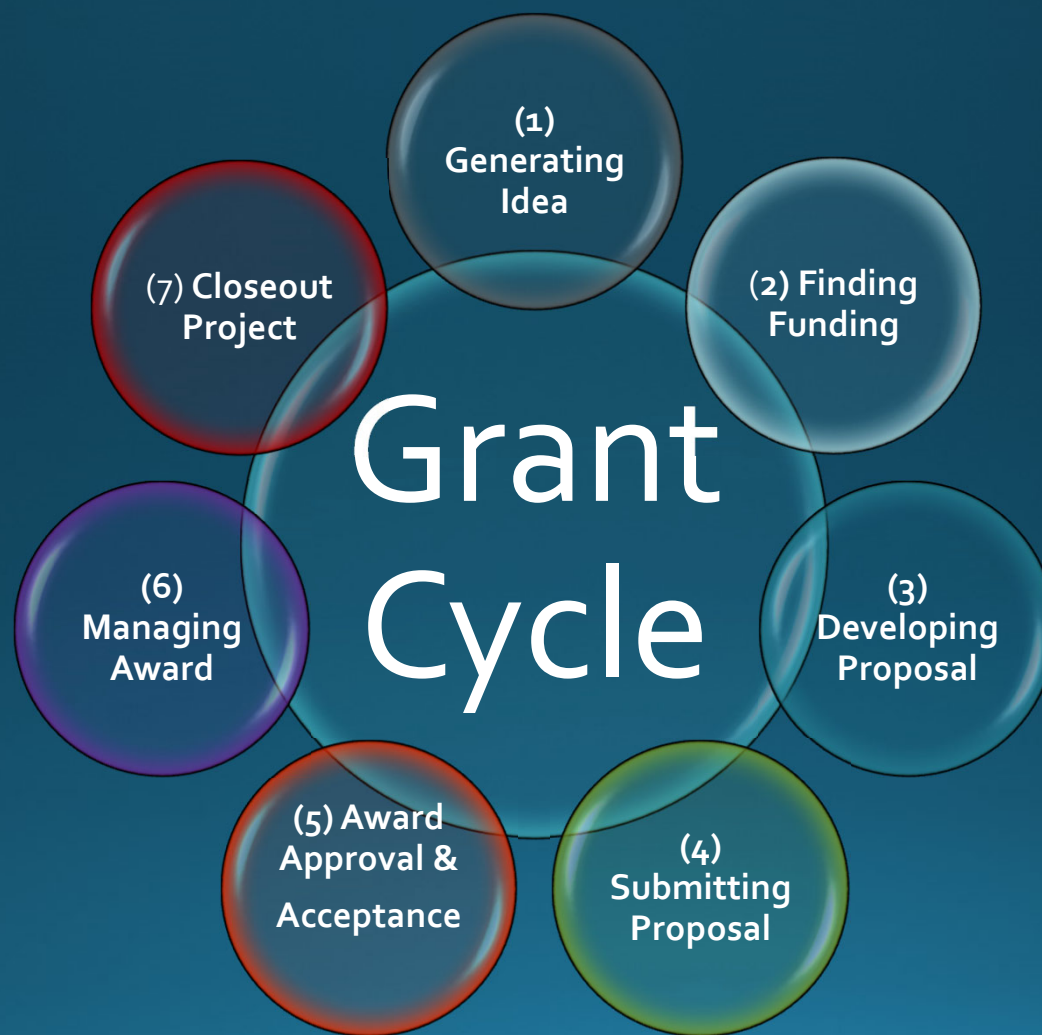 (1)
Generating
Idea
(2) Finding
Funding
(3)
Developing
Proposal
(4)
Submitting
Proposal
(5) Award
Approval &
Acceptance
(6)
Managing
Award
(7) Closeout
Project
Grant
Cycle